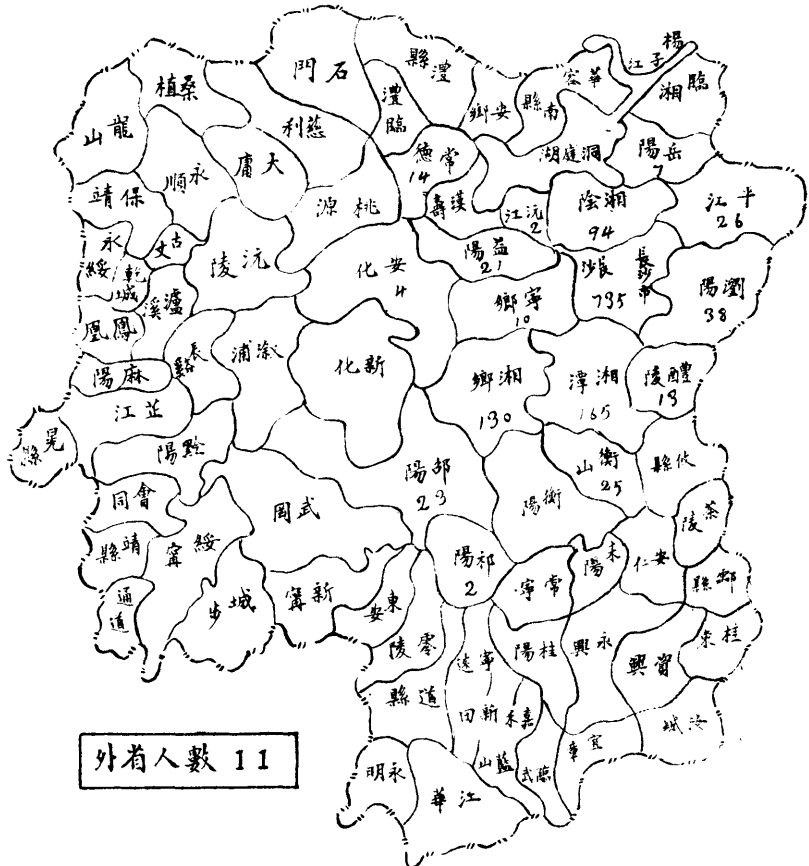 楊子江
石門
澧縣
臨湘
桑植
華容
臨澧
安鄉
南縣
龍山
慈利
洞庭湖
岳陽
7
大庸
常德
14
永順
漢壽
保靖
桃源
沅江
2
湘陰
94
平江
26
古丈
沅陵
益陽
21
永綏
乾城
瀘溪
安化
4
長沙
735
長沙市
瀏陽
38
寧鄉
10
鳳凰
辰谿
漵浦
新化
湘鄉
130
湘潭
165
醴陵
13
麻陽
芷江
晃縣
黔陽
邵陽
23
衡山
25
攸縣
衡陽
會同
武岡
茶陵
靖縣
綏寧
祁陽
2
常寧
耒陽
安仁
酃縣
通道
城步
新寧
東安
零陵
寧遠
桂陽
永興
資興
桂東
道縣
新田
嘉禾
汝城
藍山
臨武
宜章
永明
江華
外省人數 11